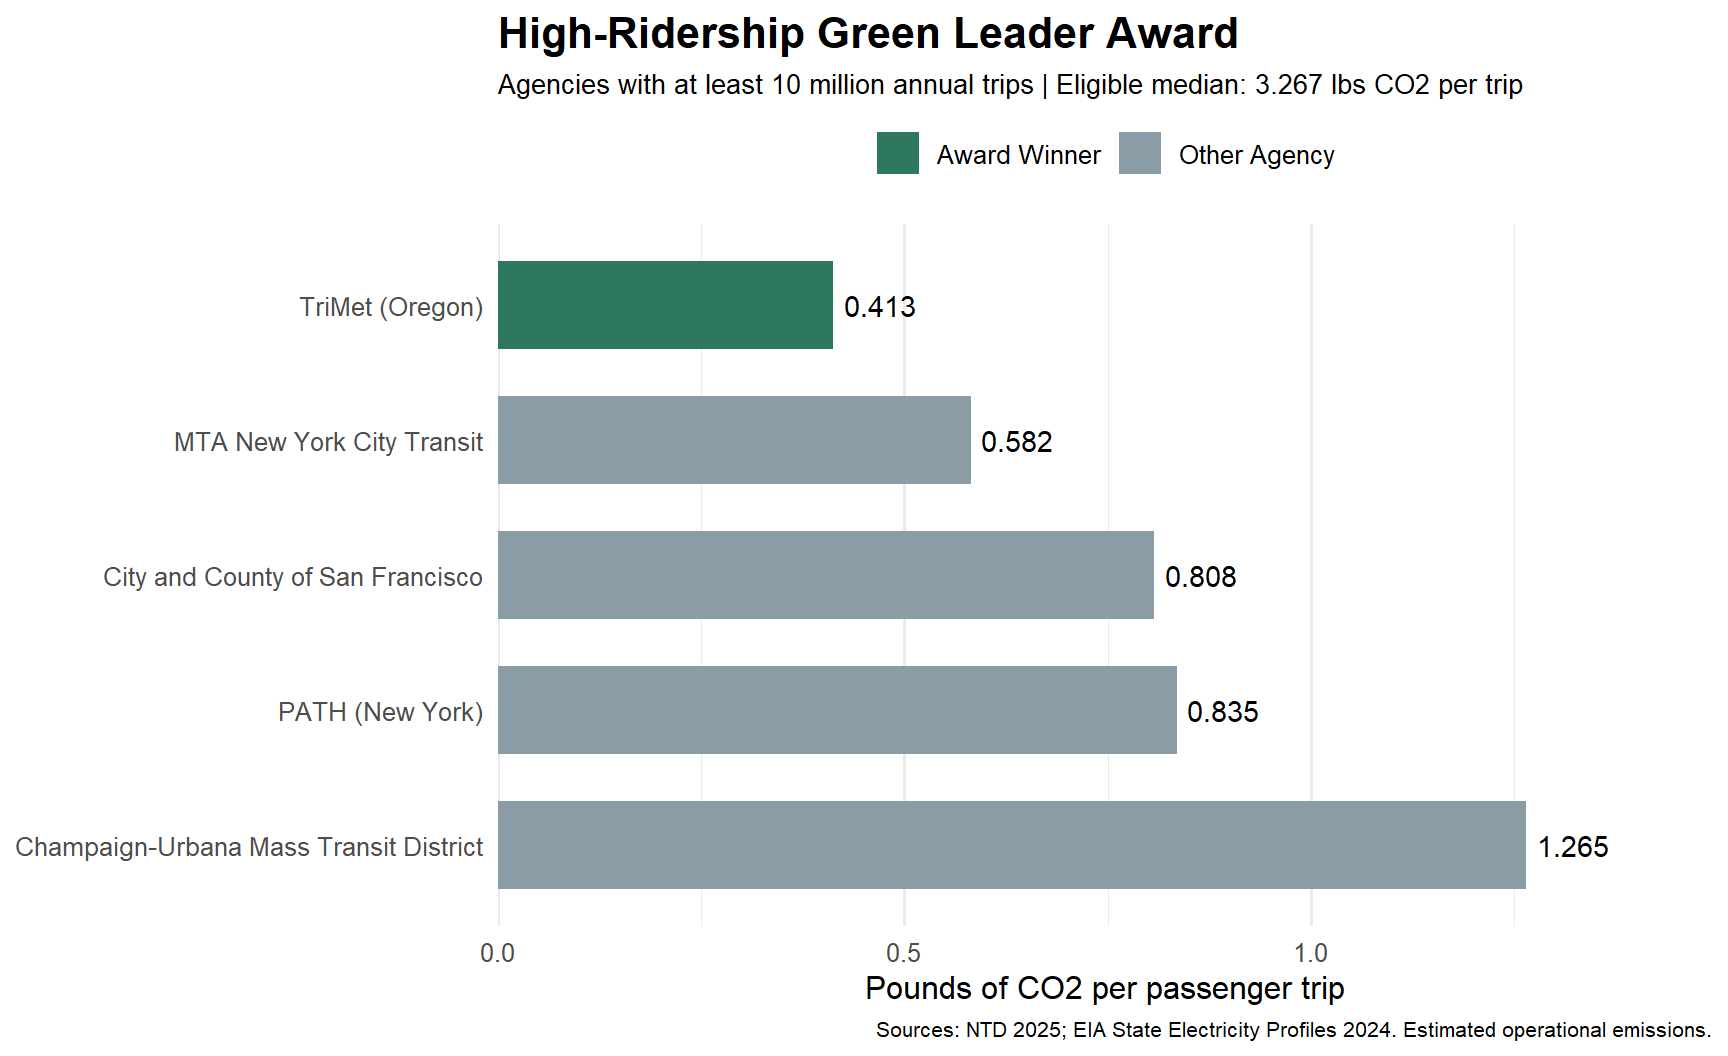 High-Ridership Green Leader Award
Agencies with at least 10 million annual trips | Eligible median: 3.267 lbs CO2 per trip
Award Winner
Other Agency
TriMet (Oregon)
0.413
MTA New York City Transit
0.582
City and County of San Francisco
0.808
PATH (New York)
0.835
Champaign-Urbana Mass Transit District
1.265
0.0
0.5
1.0
Pounds of CO2 per passenger trip
Sources: NTD 2025; EIA State Electricity Profiles 2024. Estimated operational emissions.